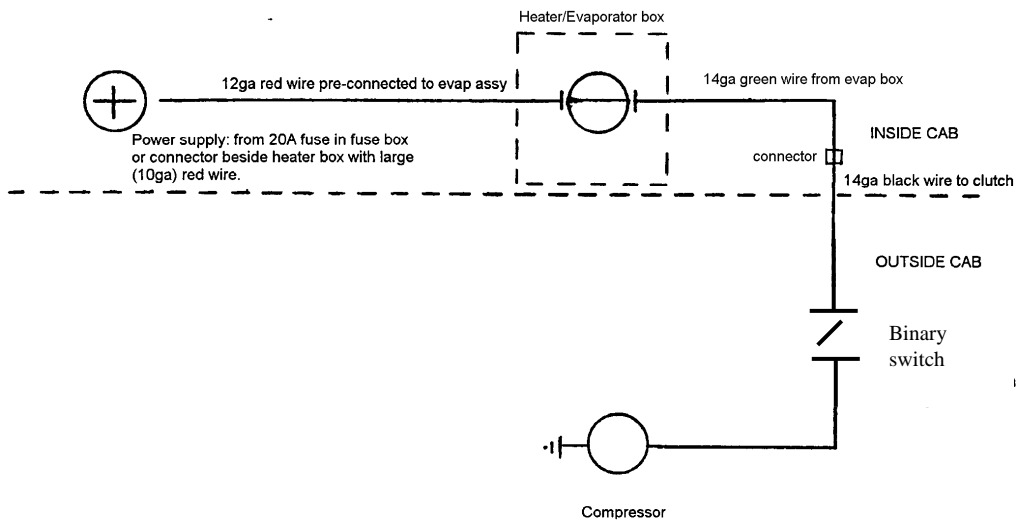 Heater/Evaporator box
12ga red wire pre-connected to evap assy
14ga green wire from evap box
Power supply: from 20A fuse in fuse box
or connector beside heater box with large
(10ga) red wire.
INSIDE CAB
connector
14ga black wire to clutch
OUTSIDE CAB
Binary
switch
Compressor